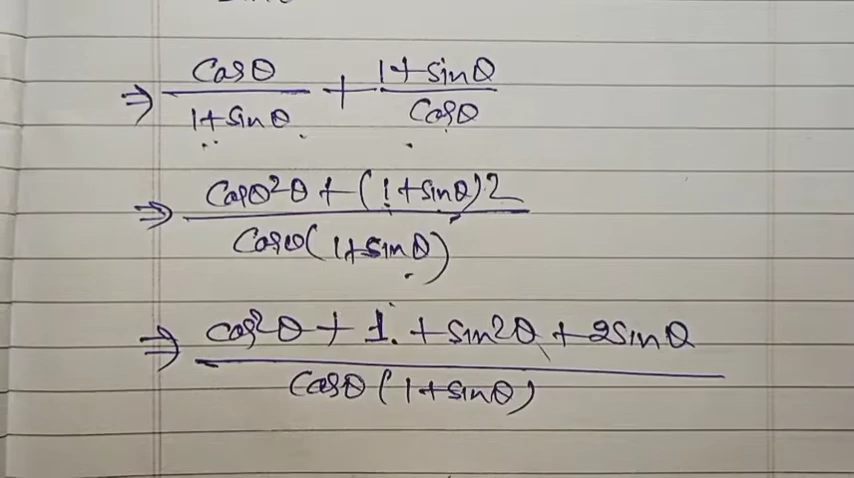 ⇒ cosθ/(1+sinθ) + (1+sinθ)/cosθ
⇒ (cosθ²θ + (1+sinθ)2)/(cosθ(1+sinθ))
⇒ (cos²θ + 1. + sin2θ + 2sinθ)/(cosθ(1+sinθ))